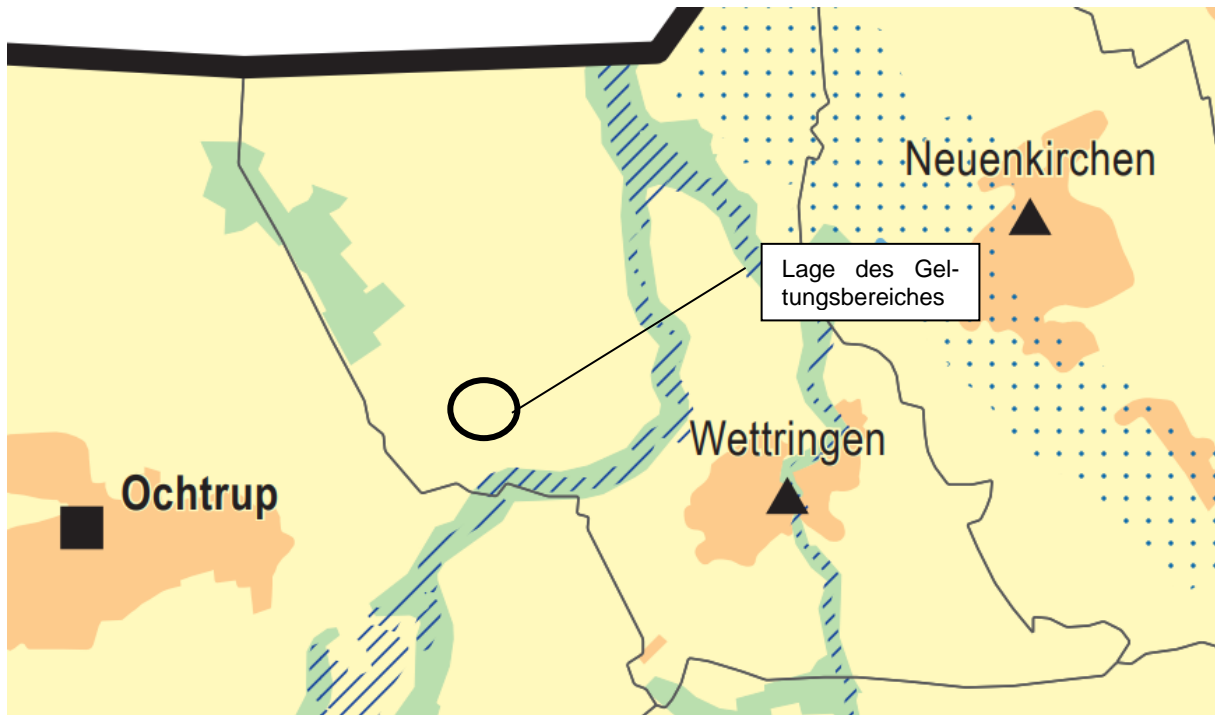 Neuenkirchen
Lage des Gel-
tungsbereiches
Wettringen
Ochtrup